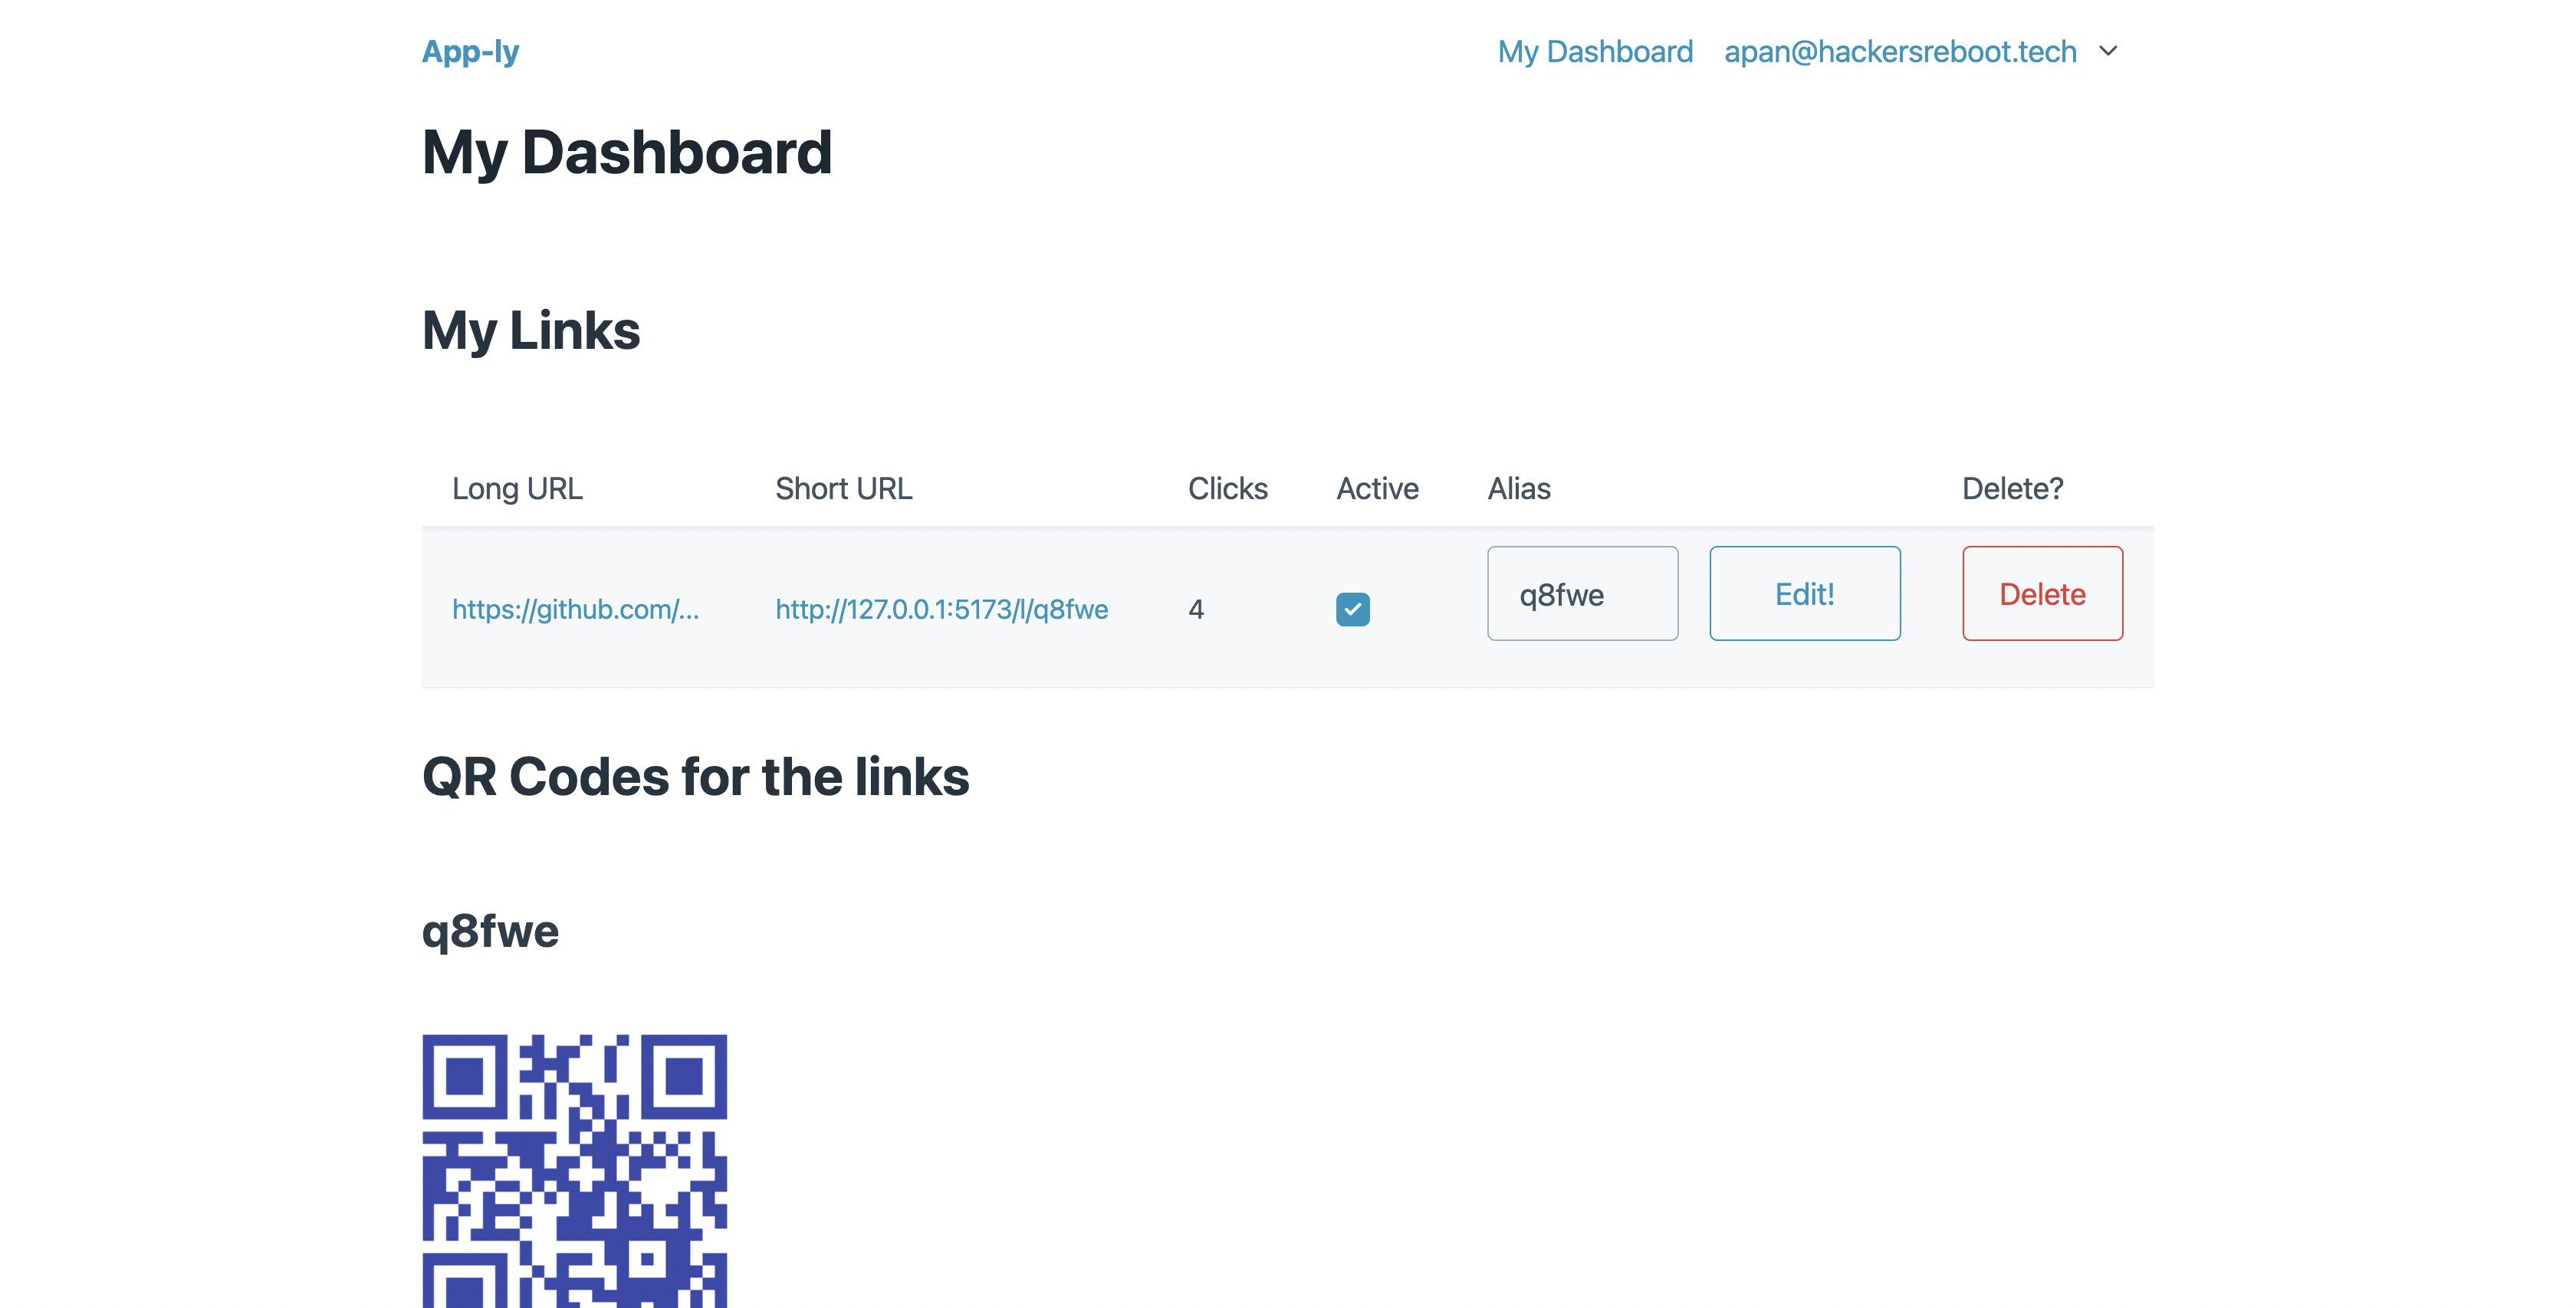 App-ly My Dashboard apan@hackersreboot.tech
My Dashboard
My Links
Long URL Short URL Clicks Active Alias Delete?
https://github.com/... http://127.0.0.1:5173/l/q8fwe 4 q8fwe Edit! Delete
QR Codes for the links
q8fwe